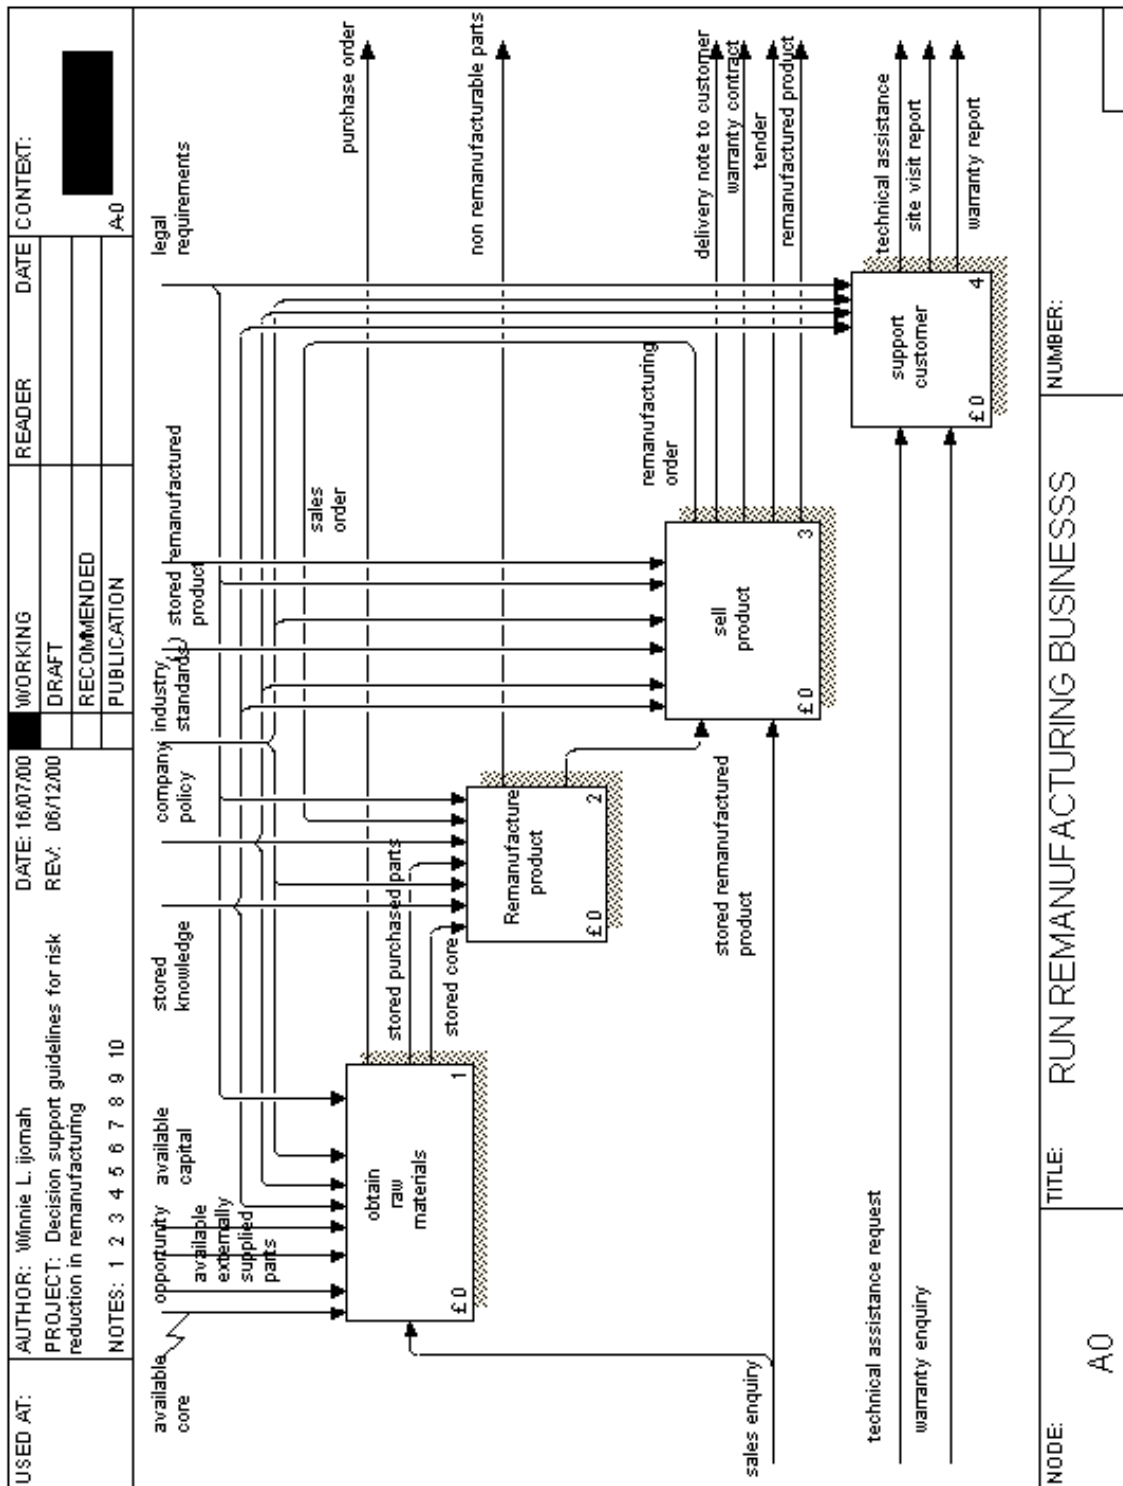 USED AT:
AUTHOR: Winnie L. ijomah
DATE: 16/07/00
PROJECT: Decision support guidelines for risk
reduction in remanufacturing
REV: 06/12/00
NOTES: 1 2 3 4 5 6 7 8 9 10
WORKING
DRAFT
RECOMMENDED
PUBLICATION
READER
DATE
CONTEXT:
A-0
available
core
opportunity
available
externally
supplied
parts
available
capital
stored
knowledge
company
policy
industry
standards
stored remanufactured
product
legal
requirements
purchase order
sales
order
obtain
raw
materials
£ 0
1
stored purchased parts
stored core
non remanufacturable parts
Remanufacture
product
£ 0
2
remanufacturing
order
delivery note to customer
warranty contract
tender
remanufactured product
sell
product
£ 0
3
stored remanufactured
product
sales enquiry
technical assistance
site visit report
warranty report
support
customer
£ 0
4
technical assistance request
warranty enquiry
NODE:
A0
TITLE:
RUN REMANUFACTURING BUSINESSS
NUMBER: